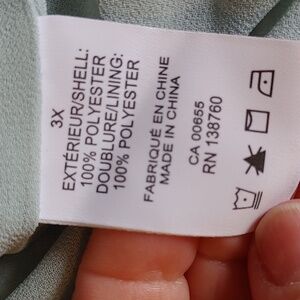 3X
EXTÉRIEUR/SHELL:
100% POLYESTER
DOUBLURE/LINING:
100% POLYESTER
FABRIQUÉ EN CHINE
MADE IN CHINA
CA 00655
RN 138760